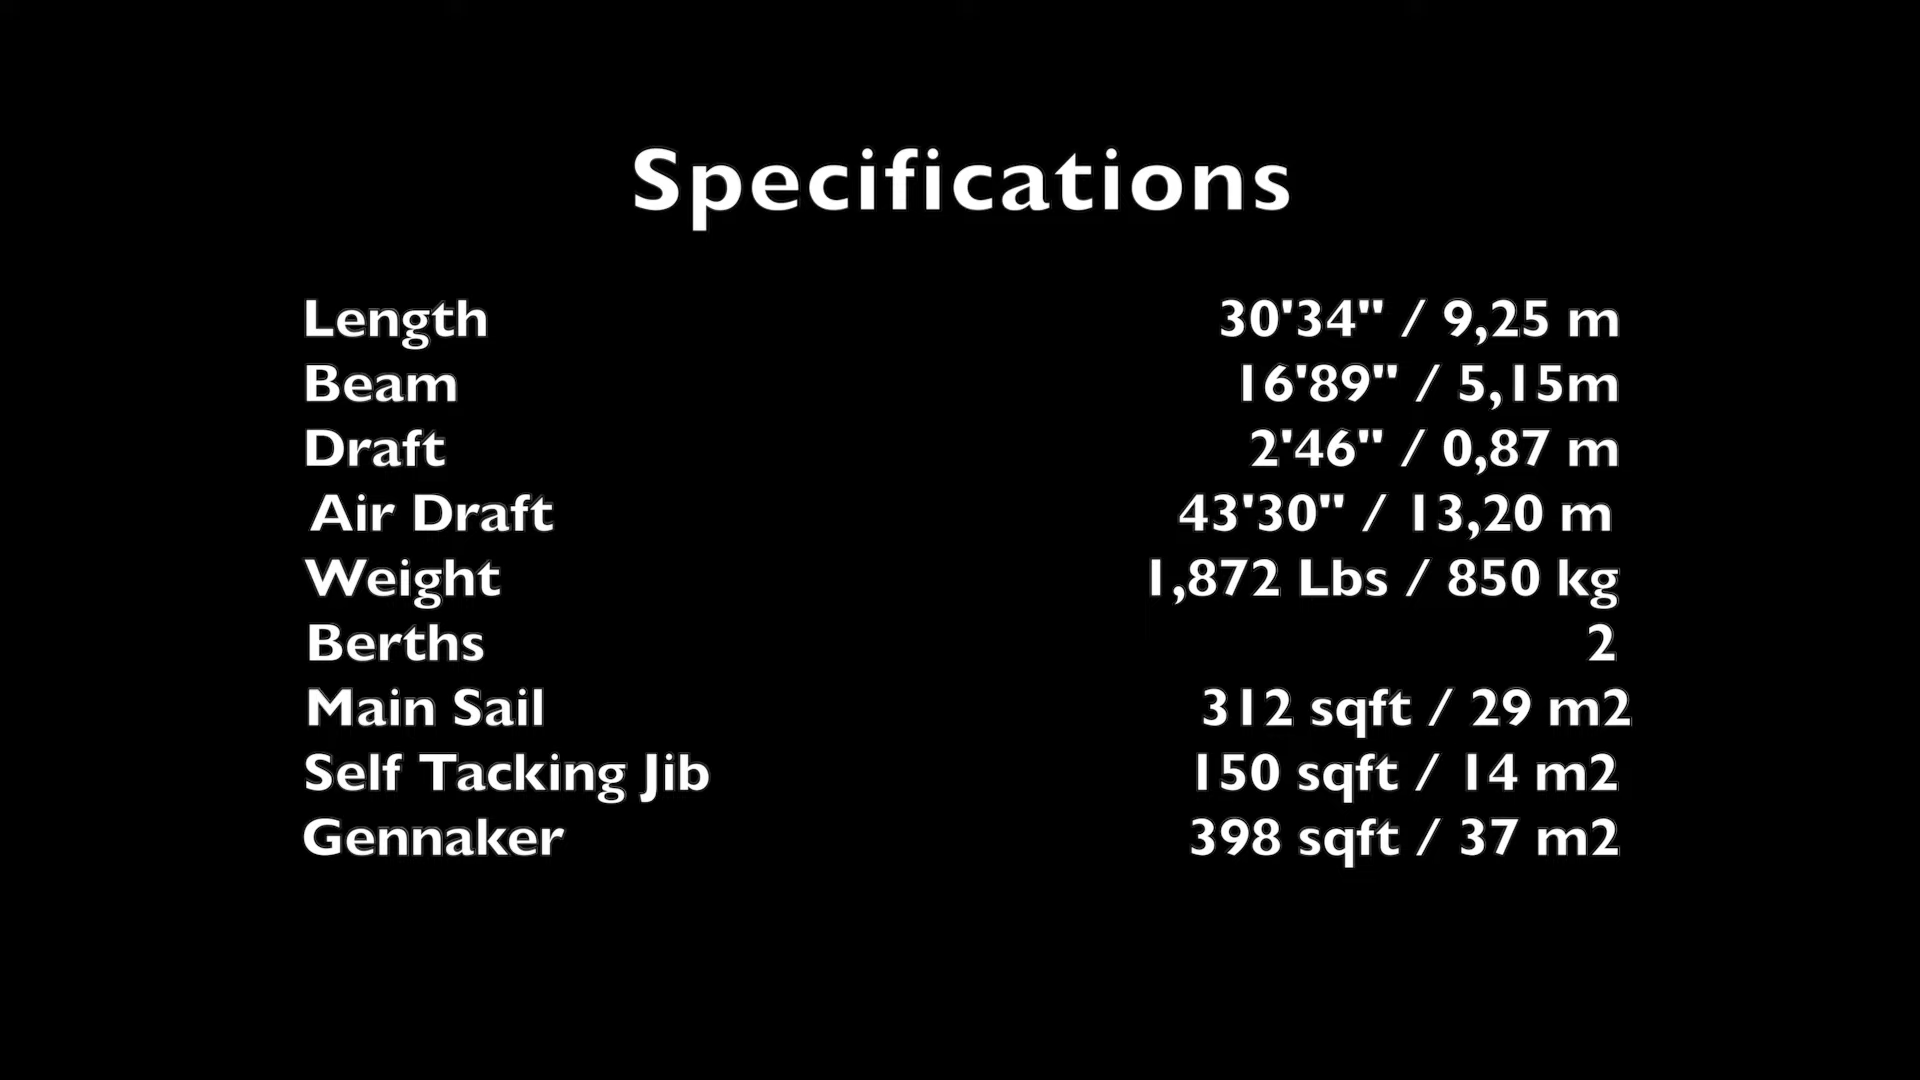 Specifications
Length 30'34" / 9,25 m
Beam 16'89" / 5,15m
Draft 2'46" / 0,87 m
Air Draft 43'30" / 13,20 m
Weight 1,872 Lbs / 850 kg
Berths 2
Main Sail 312 sqft / 29 m2
Self Tacking Jib 150 sqft / 14 m2
Gennaker 398 sqft / 37 m2